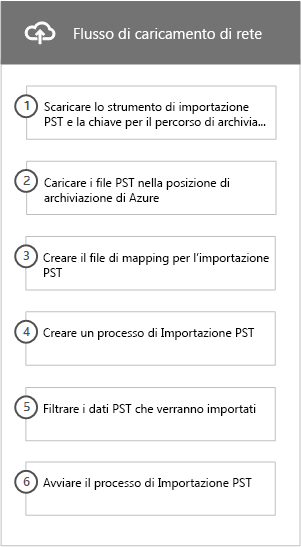 Flusso di caricamento di rete
1 Scaricare lo strumento di importazione
PST e la chiave per il percorso di archivia...
2 Caricare i file PST nella posizione di
archiviazione di Azure
3 Creare il file di mapping per l'importazione
PST
4 Creare un processo di Importazione PST
5 Filtrare i dati PST che verranno importati
6 Avviare il processo di Importazione PST